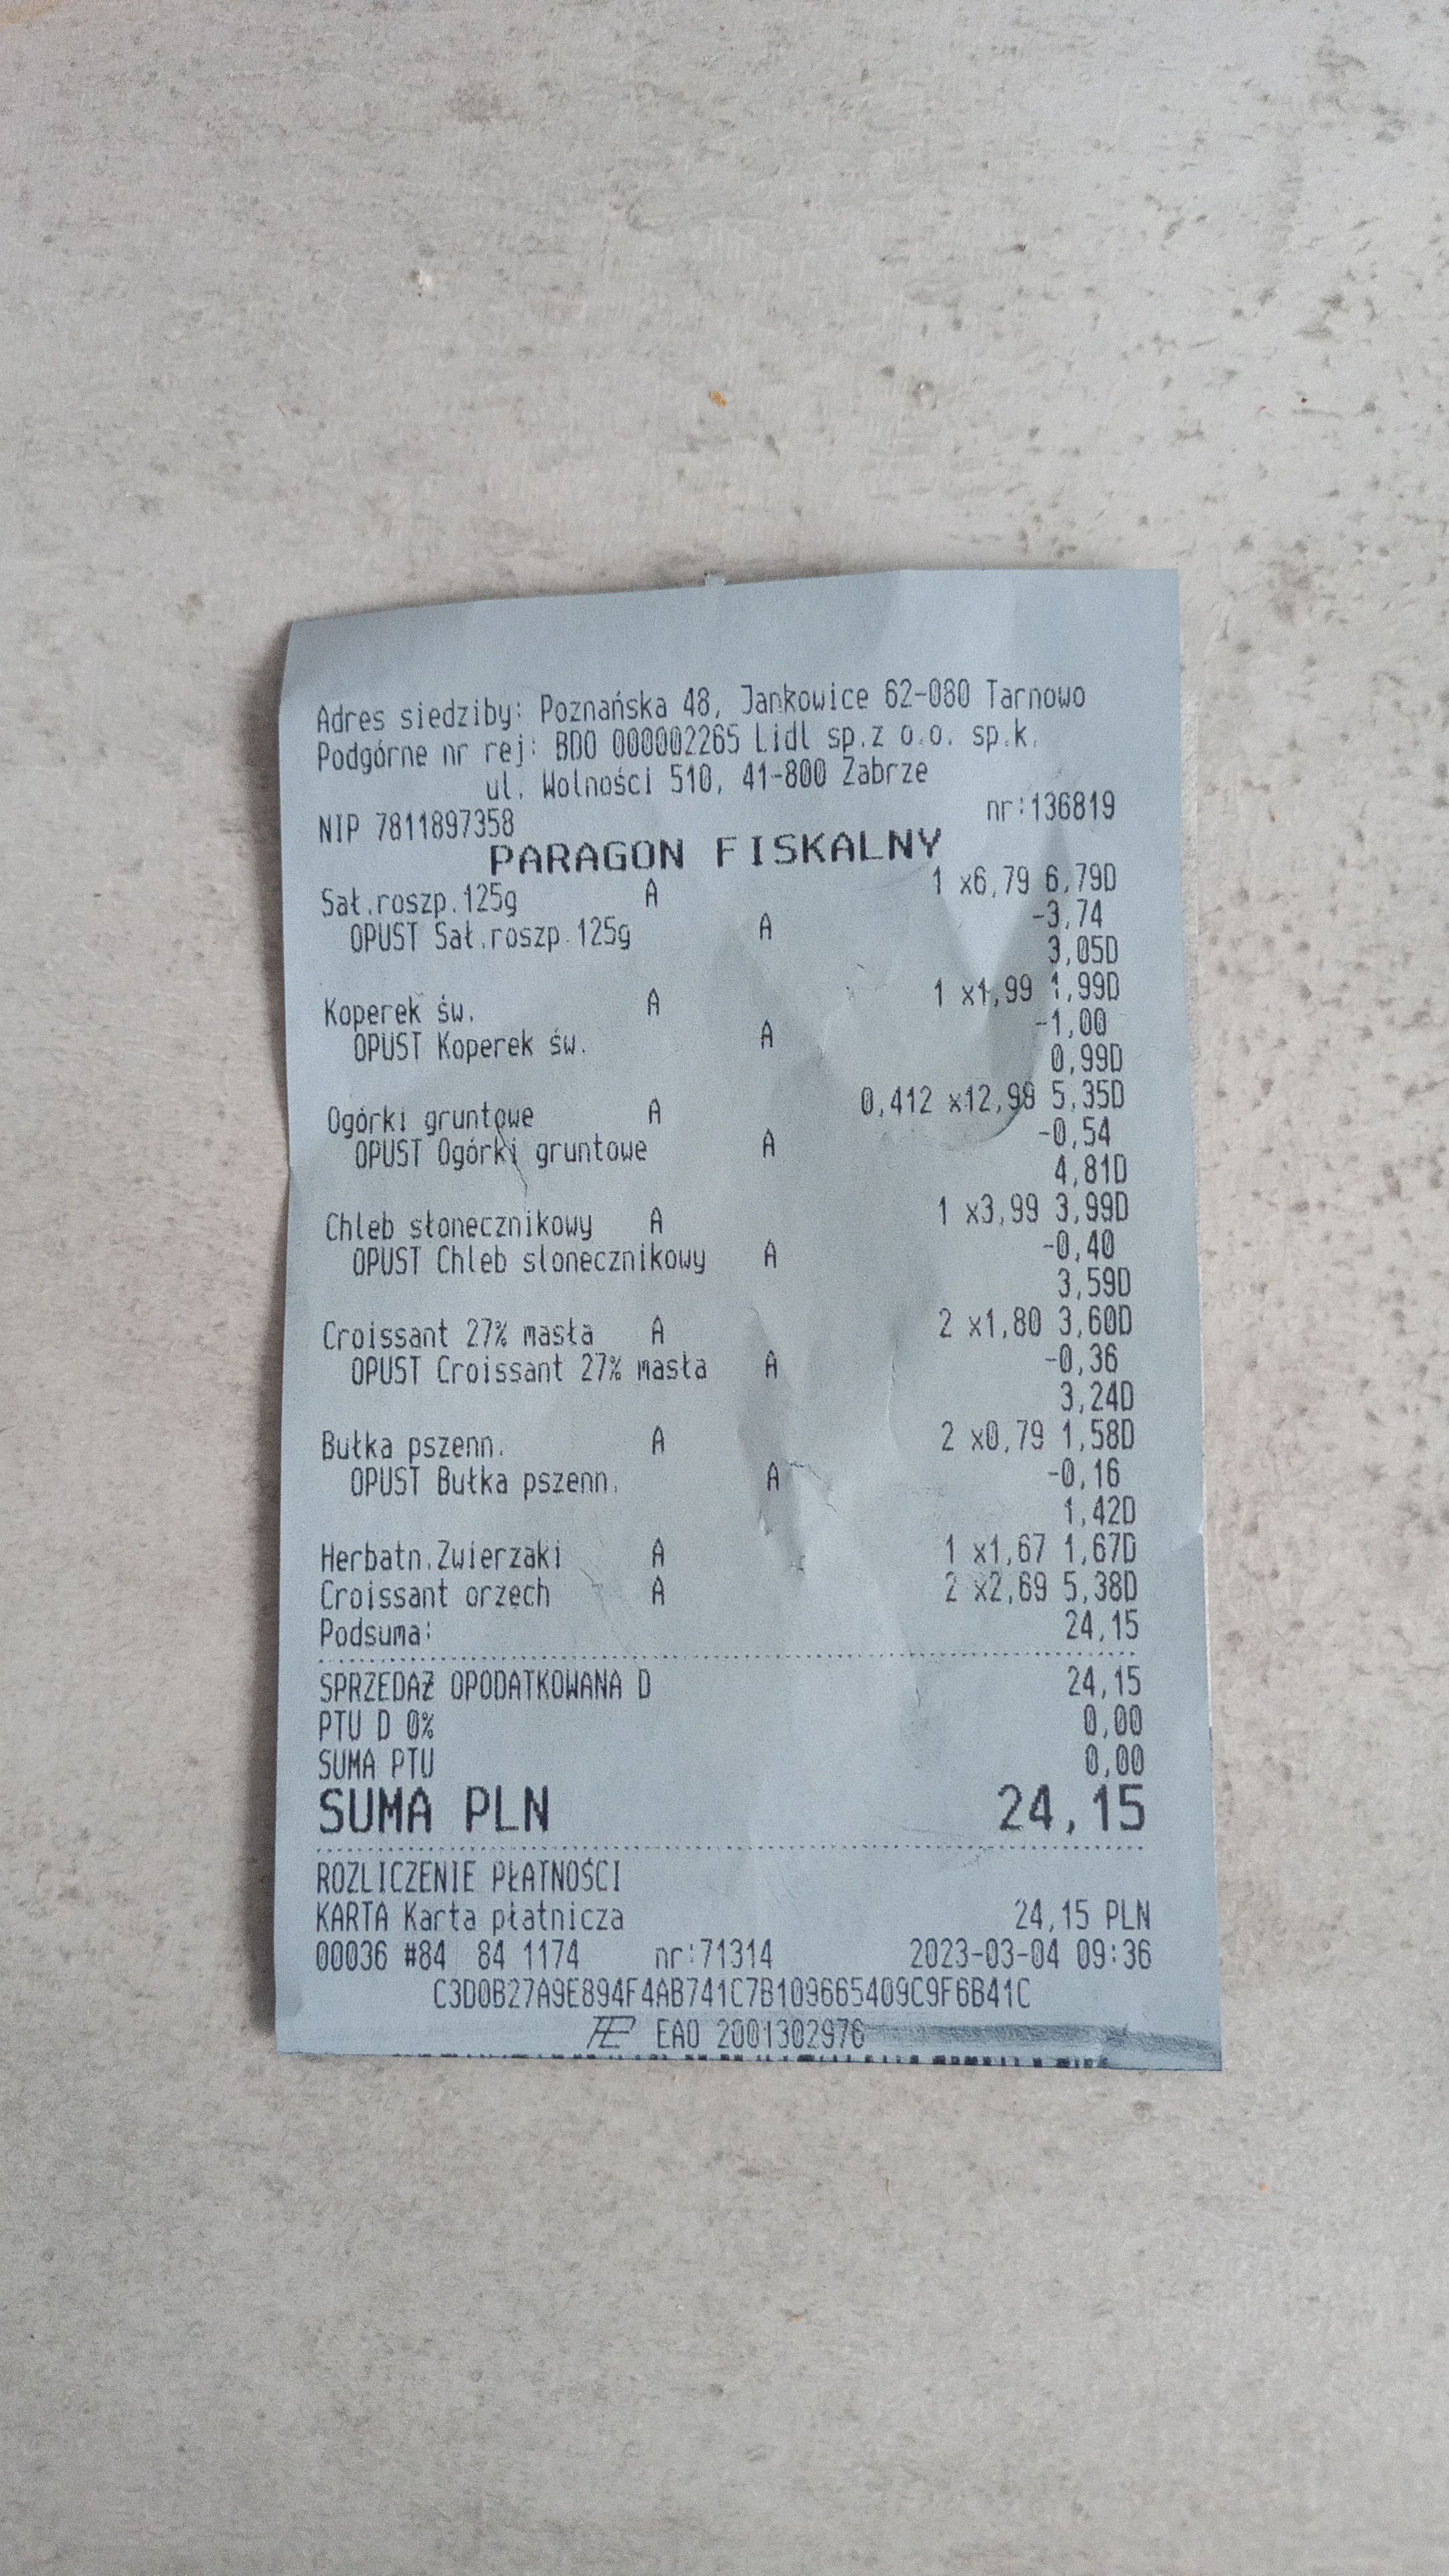 Adres siedziby: Poznańska 48, Jankowice 62-080 Tarnowo
Podgórne nr rej: BDO 000002265 Lidl sp.z o.o. sp.k.
ul. Wolności 510, 41-800 Zabrze
NIP 7811897358 nr:136819
PARAGON FISKALNY
Sał.roszp.125g A 1 x6,79 6,79D
OPUST Sał.roszp.125g A -3,74
3,05D
Koperek św. A 1 x1,99 1,99D
OPUST Koperek św. A -1,00
0,99D
Ogórki gruntowe A 0,412 x12,99 5,35D
OPUST Ogórki gruntowe A -0,54
4,81D
Chleb słonecznikowy A 1 x3,99 3,99D
OPUST Chleb slonecznikowy A -0,40
3,59D
Croissant 27% masła A 2 x1,80 3,60D
OPUST Croissant 27% masła A -0,36
3,24D
Bułka pszenn. A 2 x0,79 1,58D
OPUST Bułka pszenn. A -0,16
1,42D
Herbatn.Zwierzaki A 1 x1,67 1,67D
Croissant orzech A 2 x2,69 5,38D
Podsuma: 24,15
SPRZEDAŻ OPODATKOWANA D 24,15
PTU D 0% 0,00
SUMA PTU 0,00
SUMA PLN 24,15
ROZLICZENIE PŁATNOŚCI
KARTA Karta płatnicza 24,15 PLN
00036 #84 84 1174 nr:71314 2023-03-04 09:36
C3D0B27A9E894F4AB741C7B109665409C9F6B41C
EAO 2001302976